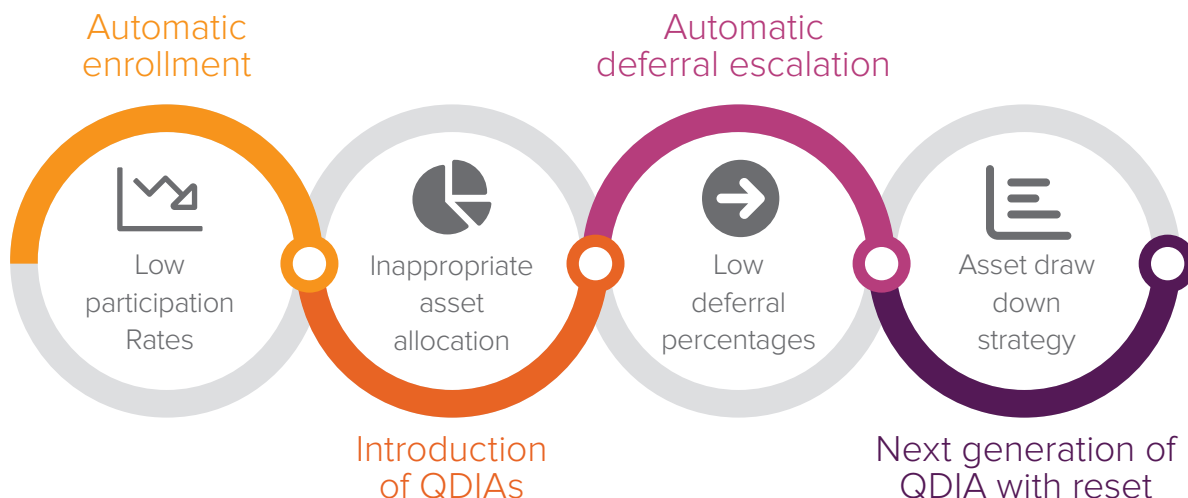 Automatic
enrollment
Automatic
deferral escalation
Low
participation
Rates
Inappropriate
asset
allocation
Low
deferral
percentages
Asset draw
down
strategy
Introduction
of QDIAs
Next generation of
QDIA with reset